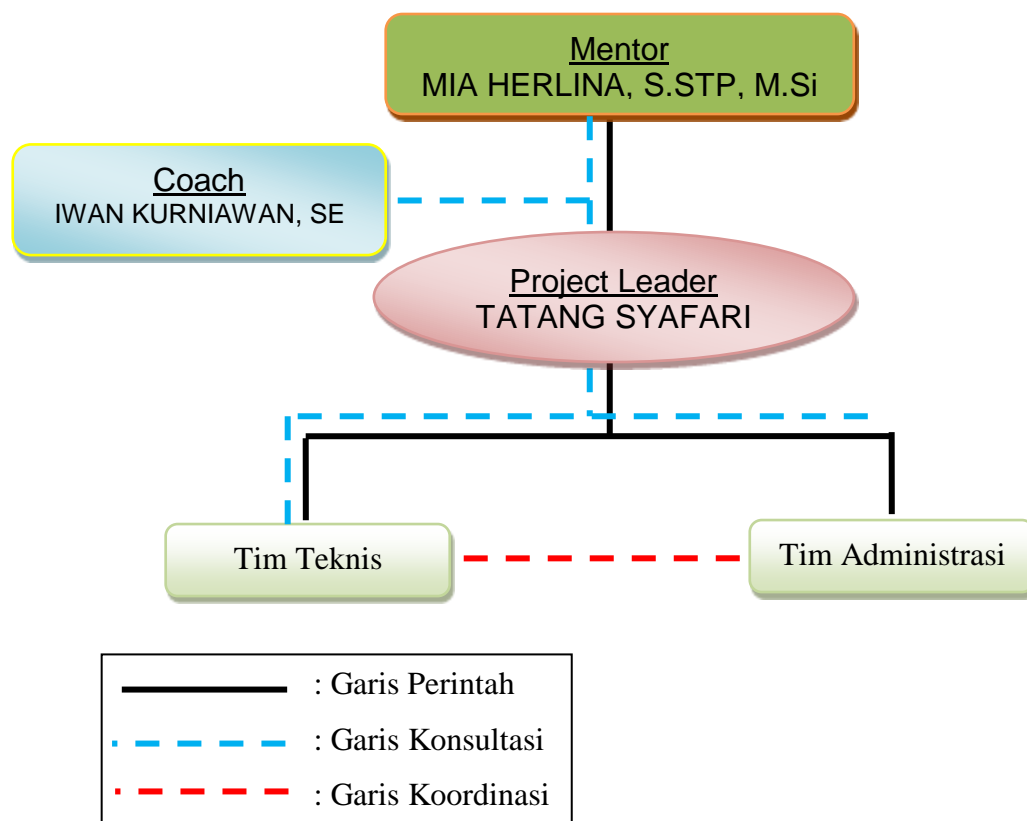 Mentor
MIA HERLINA, S.STP, M.Si
Coach
IWAN KURNIAWAN, SE
Project Leader
TATANG SYAFARI
Tim Teknis
Tim Administrasi
: Garis Perintah
: Garis Konsultasi
: Garis Koordinasi